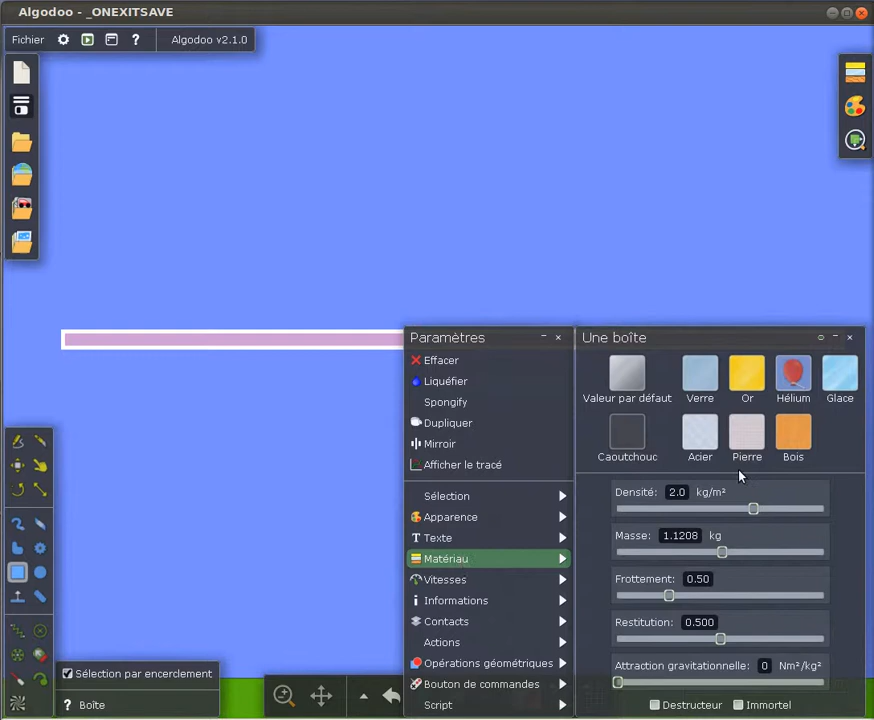 Algodoo - _ONEXITSAVE
Fichier
Algodoo v2.1.0
Paramètres
Effacer
Liquéfier
Spongify
Dupliquer
Mirroir
Afficher le tracé
Sélection
Apparence
Texte
Matériau
Vitesses
Informations
Contacts
Actions
Opérations géométriques
Bouton de commandes
Script
Une boîte
Valeur par défaut Verre Or Hélium Glace
Caoutchouc Acier Pierre Bois
Densité: 2.0 kg/m²
Masse: 1.1208 kg
Frottement: 0.50
Restitution: 0.500
Attraction gravitationnelle: 0 Nm²/kg²
Destructeur Immortel
Sélection par encerclement
? Boîte